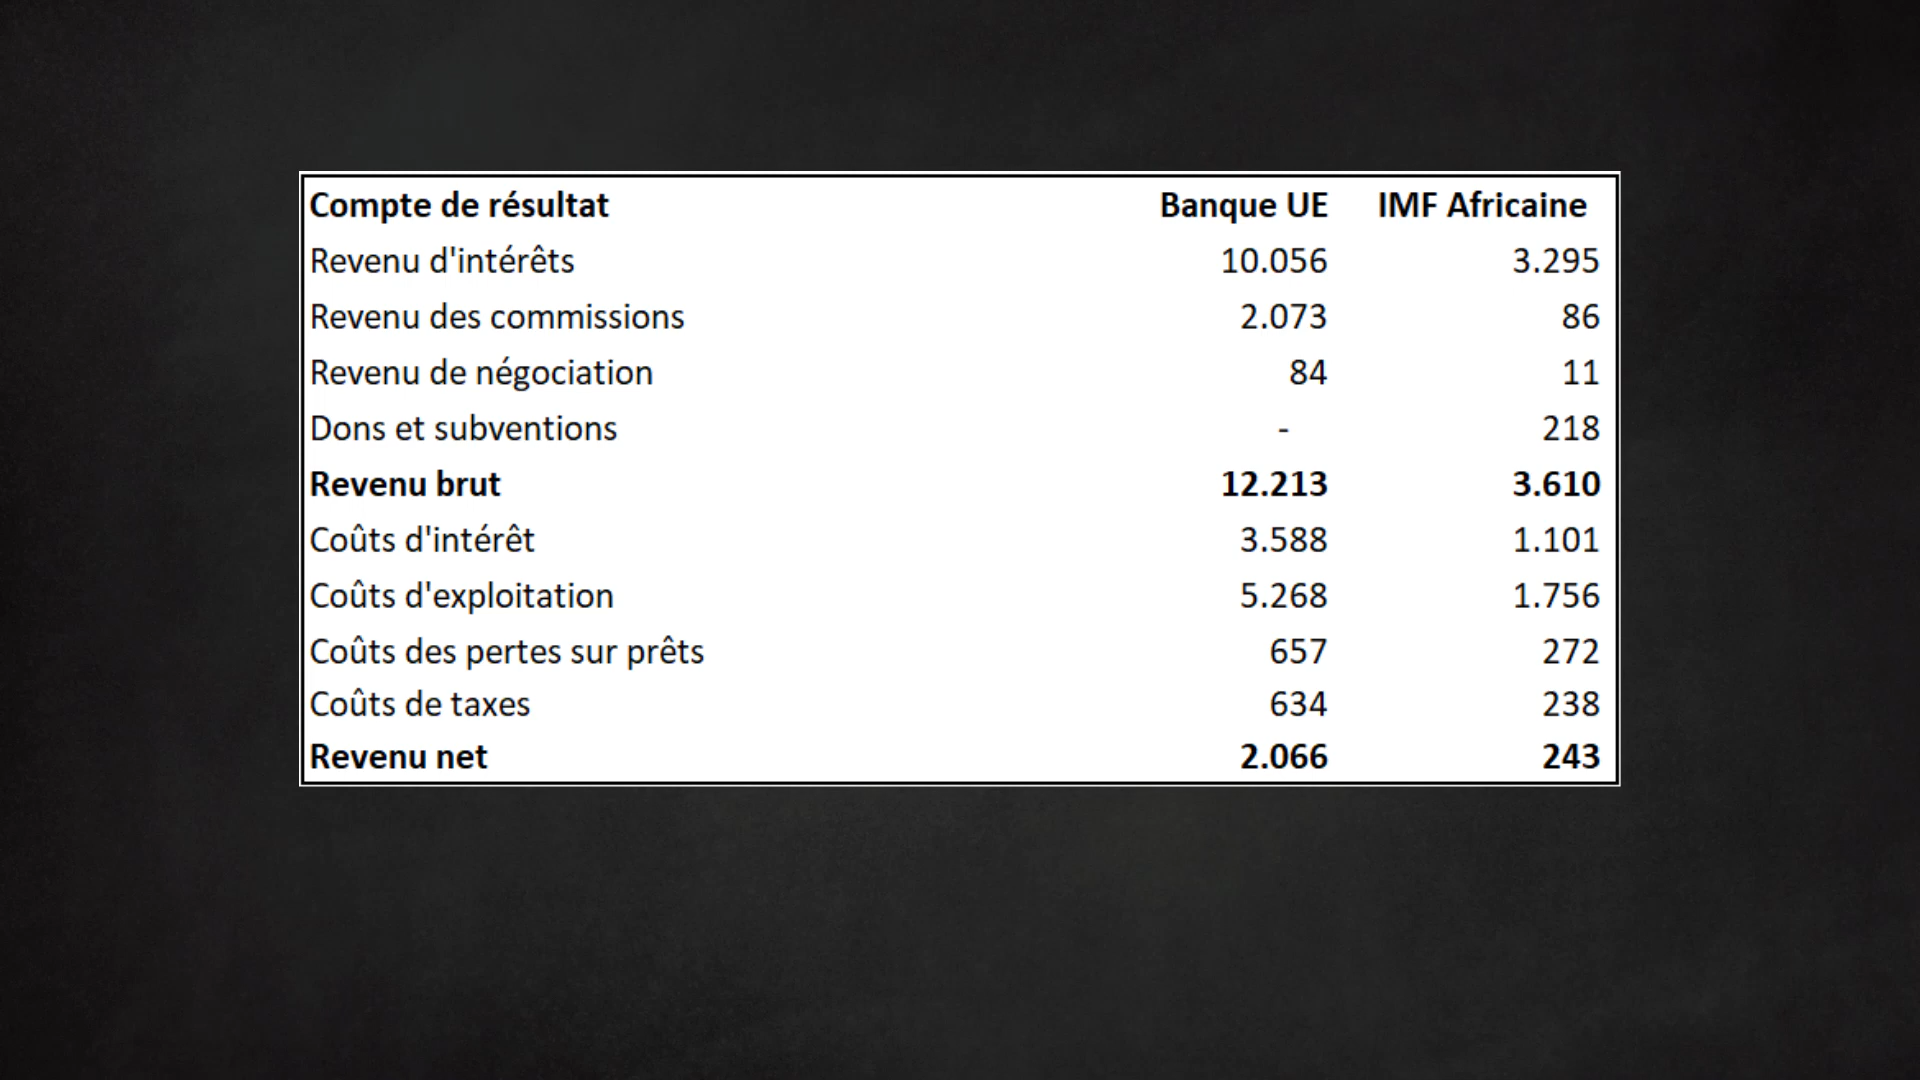 Compte de résultat Banque UE IMF Africaine
Revenu d'intérêts 10.056 3.295
Revenu des commissions 2.073 86
Revenu de négociation 84 11
Dons et subventions - 218
Revenu brut 12.213 3.610
Coûts d'intérêt 3.588 1.101
Coûts d'exploitation 5.268 1.756
Coûts des pertes sur prêts 657 272
Coûts de taxes 634 238
Revenu net 2.066 243